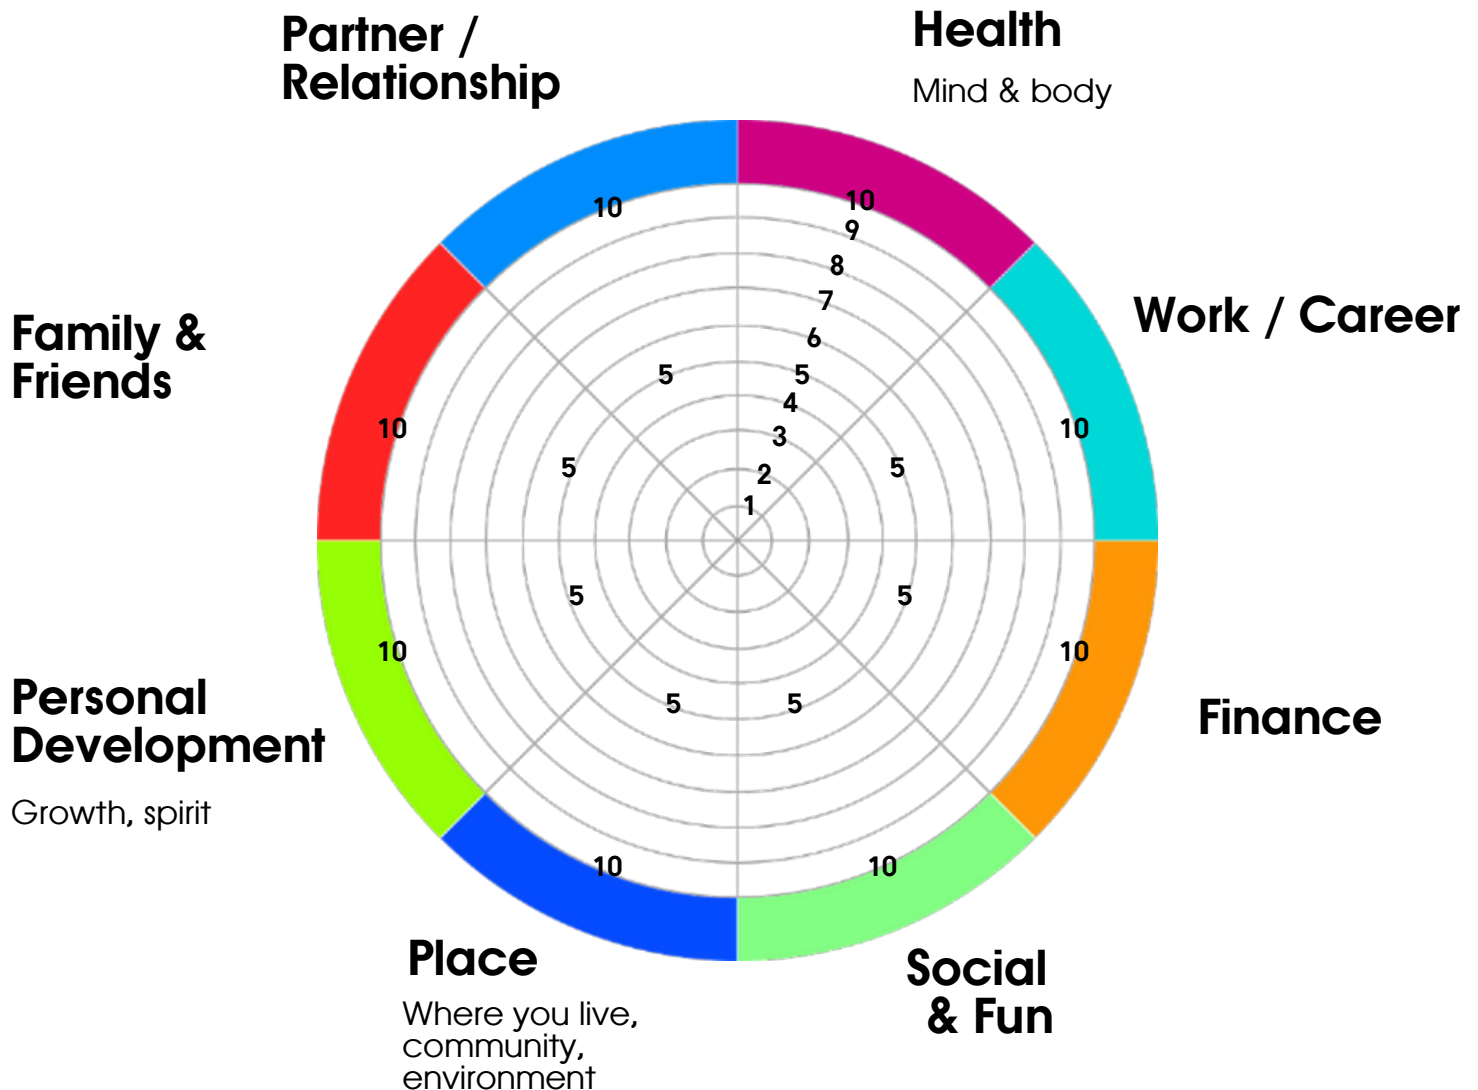 Partner /
Relationship
Health
Mind & body
10
10
9
8
7
6
5
5
4
3
2
1
Work / Career
Family &
Friends
10
10
5
5
5
5
10
10
Personal
Development
Growth, spirit
Finance
5
5
10
10
Place
Where you live,
community,
environment
Social
& Fun